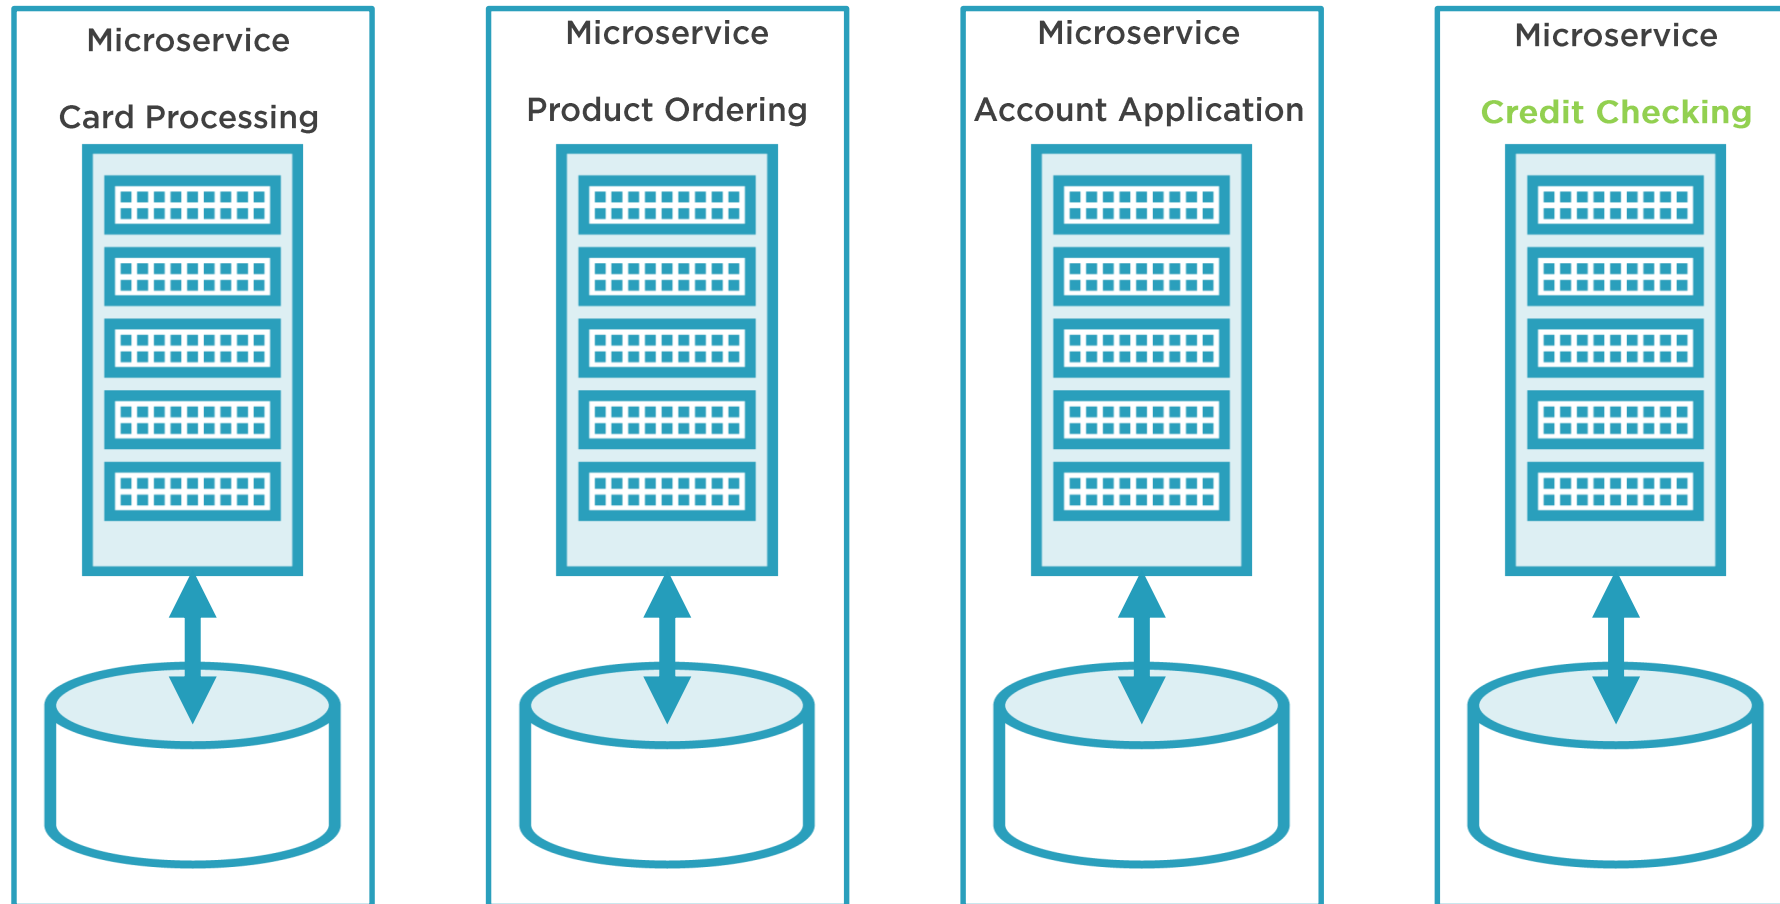 Microservice
Card Processing
Microservice
Product Ordering
Microservice
Account Application
Microservice
Credit Checking